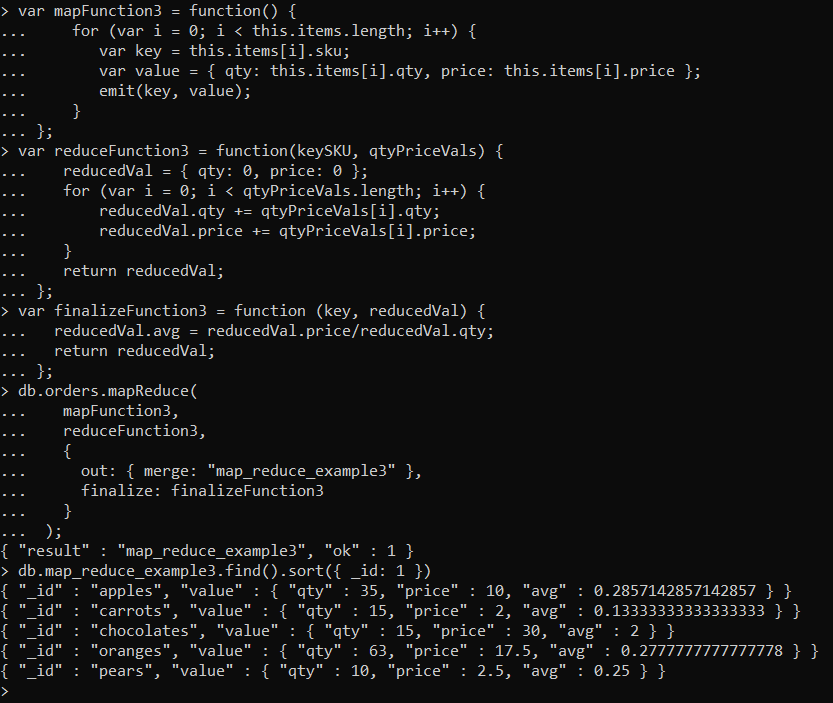 > var mapFunction3 = function() {
...     for (var i = 0; i < this.items.length; i++) {
...        var key = this.items[i].sku;
...        var value = { qty: this.items[i].qty, price: this.items[i].price };
...        emit(key, value);
...     }
... };
> var reduceFunction3 = function(keySKU, qtyPriceVals) {
...    reducedVal = { qty: 0, price: 0 };
...    for (var i = 0; i < qtyPriceVals.length; i++) {
...        reducedVal.qty += qtyPriceVals[i].qty;
...        reducedVal.price += qtyPriceVals[i].price;
...    }
...    return reducedVal;
... };
> var finalizeFunction3 = function (key, reducedVal) {
...   reducedVal.avg = reducedVal.price/reducedVal.qty;
...   return reducedVal;
... };
> db.orders.mapReduce(
...    mapFunction3,
...    reduceFunction3,
...    {
...      out: { merge: "map_reduce_example3" },
...      finalize: finalizeFunction3
...    }
...  );
{ "result" : "map_reduce_example3", "ok" : 1 }
> db.map_reduce_example3.find().sort({ _id: 1 })
{ "_id" : "apples", "value" : { "qty" : 35, "price" : 10, "avg" : 0.2857142857142857 } }
{ "_id" : "carrots", "value" : { "qty" : 15, "price" : 2, "avg" : 0.13333333333333333 } }
{ "_id" : "chocolates", "value" : { "qty" : 15, "price" : 30, "avg" : 2 } }
{ "_id" : "oranges", "value" : { "qty" : 63, "price" : 17.5, "avg" : 0.2777777777777778 } }
{ "_id" : "pears", "value" : { "qty" : 10, "price" : 2.5, "avg" : 0.25 } }
>